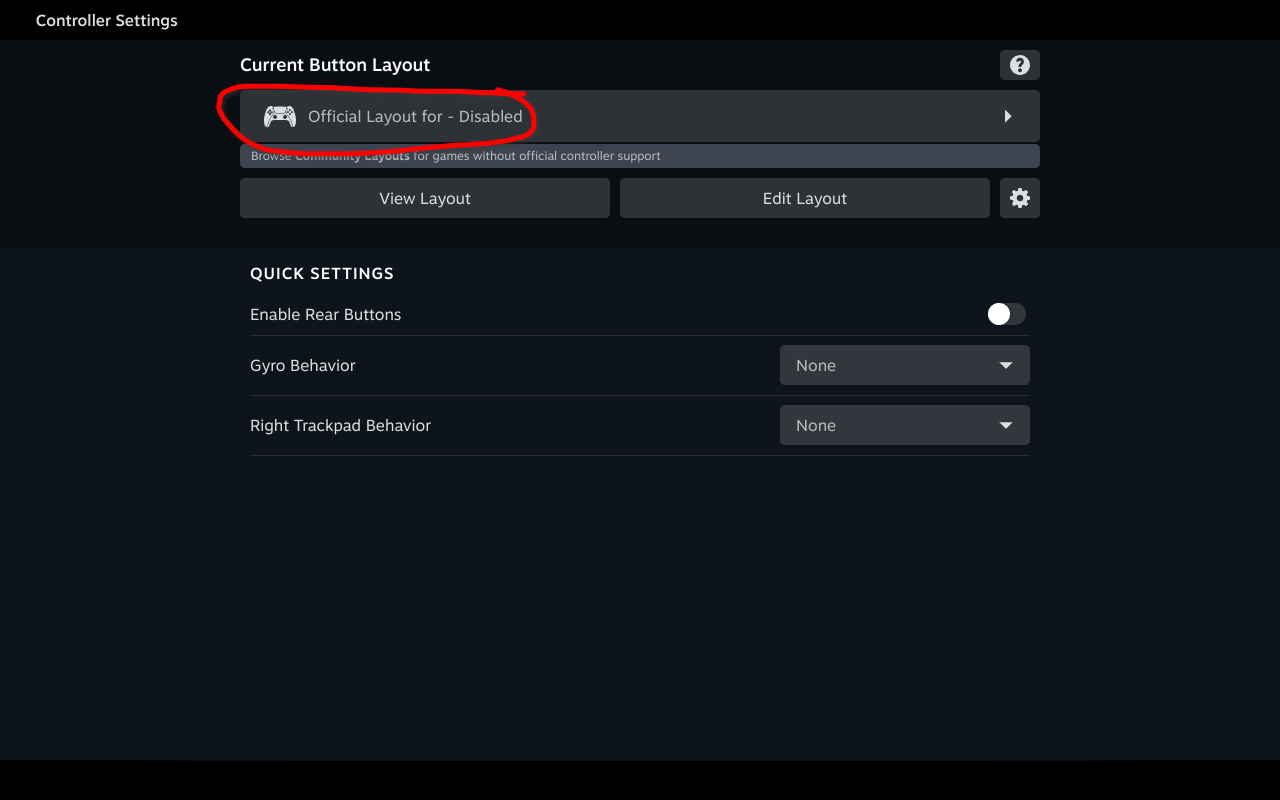 Controller Settings
Current Button Layout
Official Layout for - Disabled
Browse Community Layouts for games without official controller support
View Layout
Edit Layout
QUICK SETTINGS
Enable Rear Buttons
Gyro Behavior
None
Right Trackpad Behavior
None